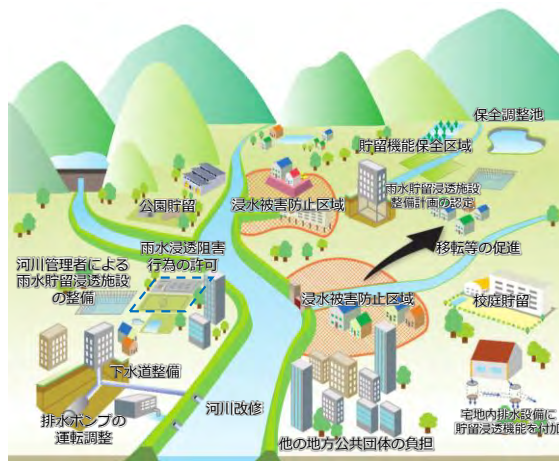 保全調整池
貯留機能保全区域
雨水貯留浸透施設
整備計画の認定
公園貯留
浸水被害防止区域
雨水浸透阻害
行為の許可
移転等の促進
河川管理者による
雨水貯留浸透施設
の整備
浸水被害防止区域
校庭貯留
下水道整備
河川改修
排水ポンプの
運転調整
他の地方公共団体の負担
宅地内排水設備に
貯留浸透機能を付加